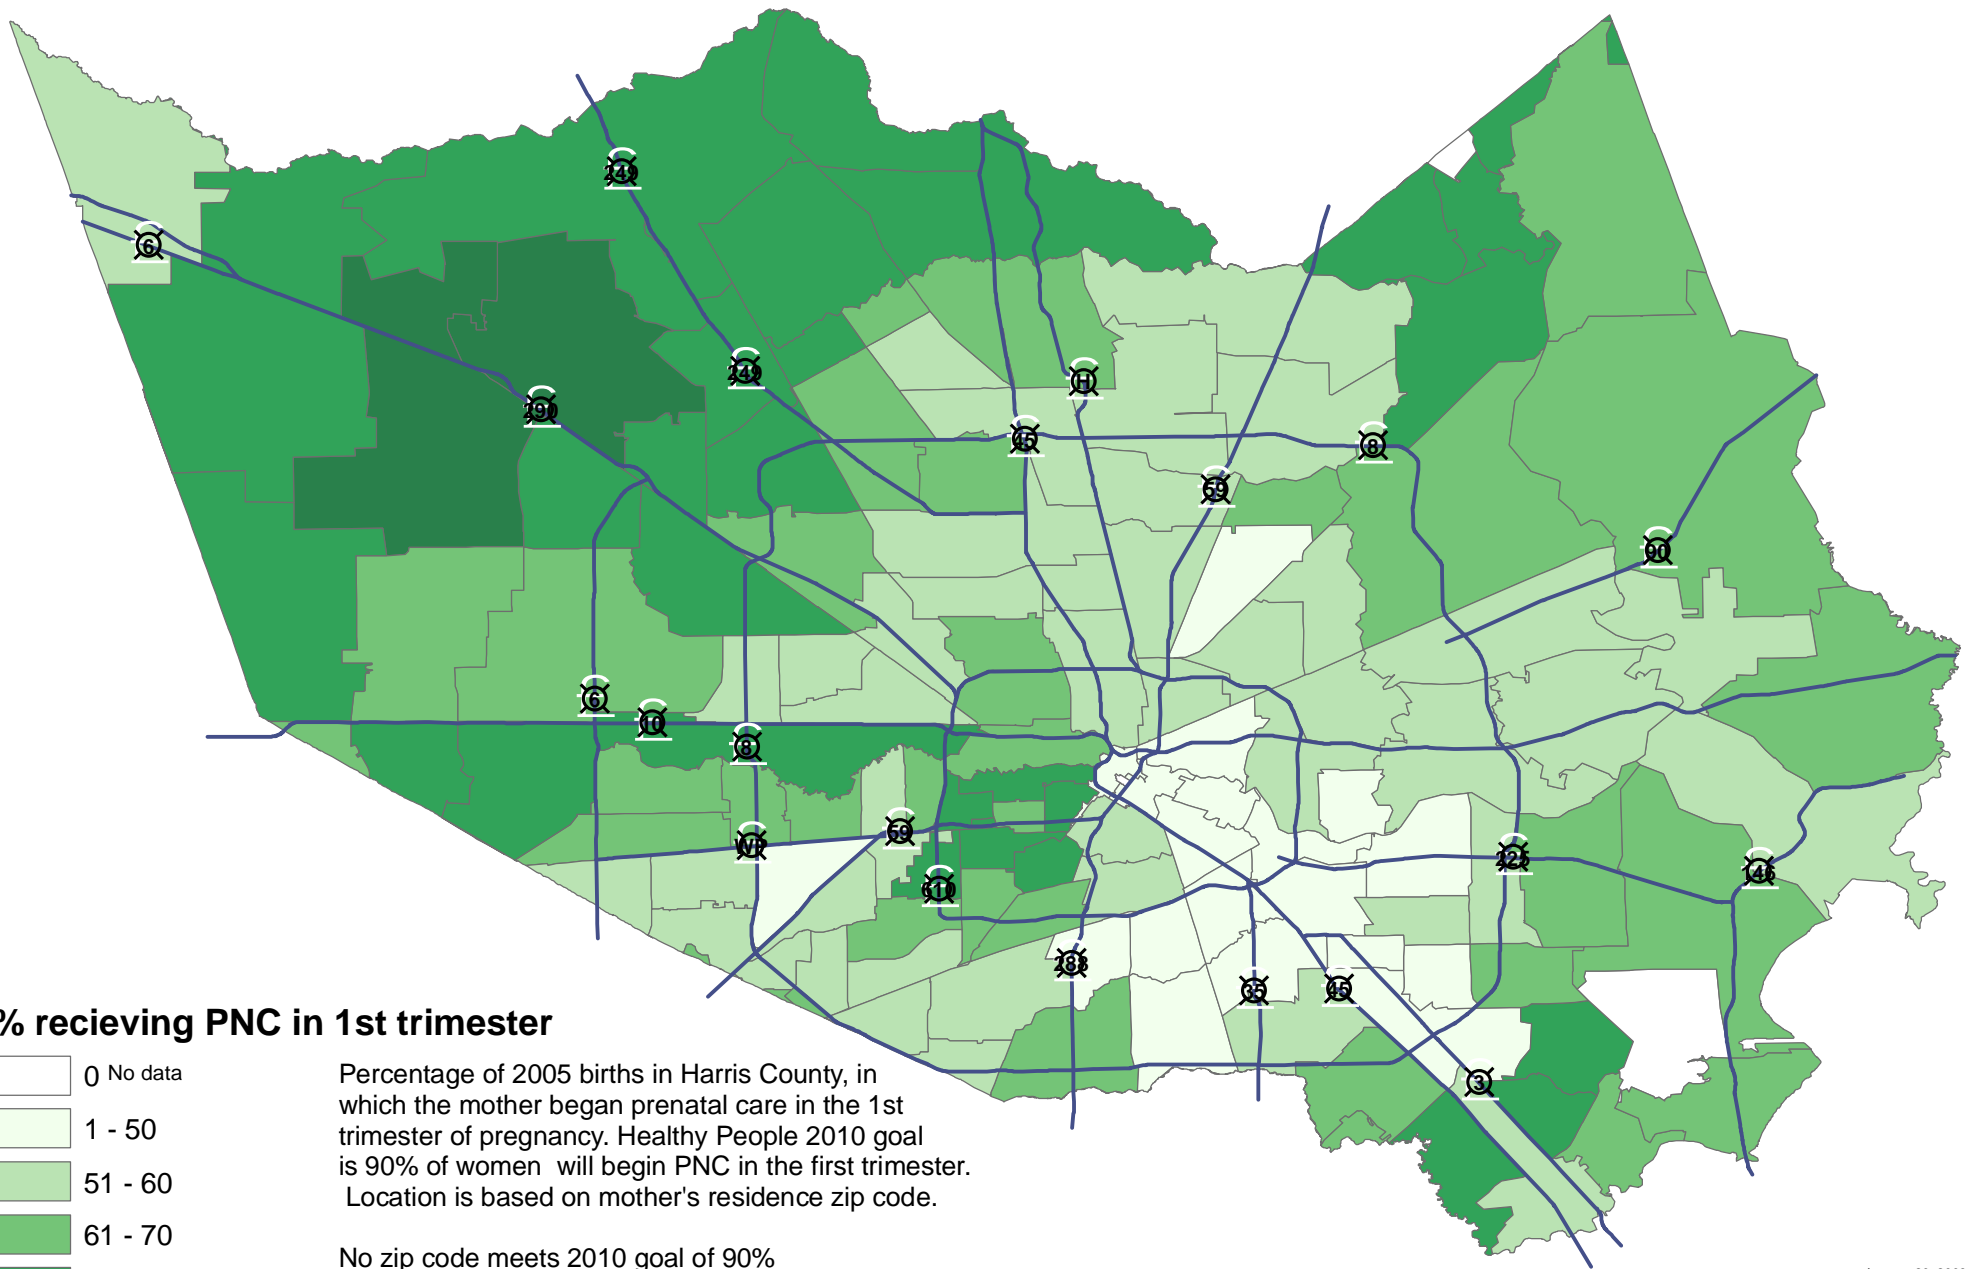 249
6
249
290
H
45
8
59
90
6
10
8
59
WP
610
225
146
288
35
45
3
% recieving PNC in 1st trimester
0 No data
1 - 50
51 - 60
61 - 70
Percentage of 2005 births in Harris County, in
which the mother began prenatal care in the 1st
trimester of pregnancy. Healthy People 2010 goal
is 90% of women will begin PNC in the first trimester.
Location is based on mother's residence zip code.
No zip code meets 2010 goal of 90%